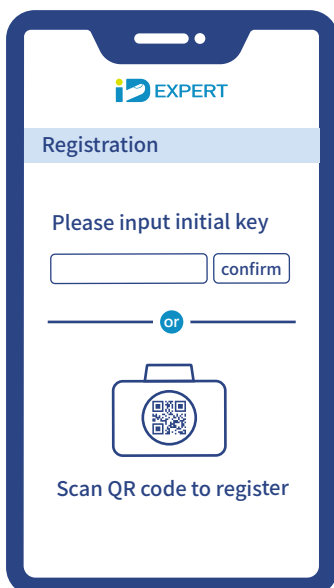 iD EXPERT
Registration
Please input initial key
confirm
or
Scan QR code to register